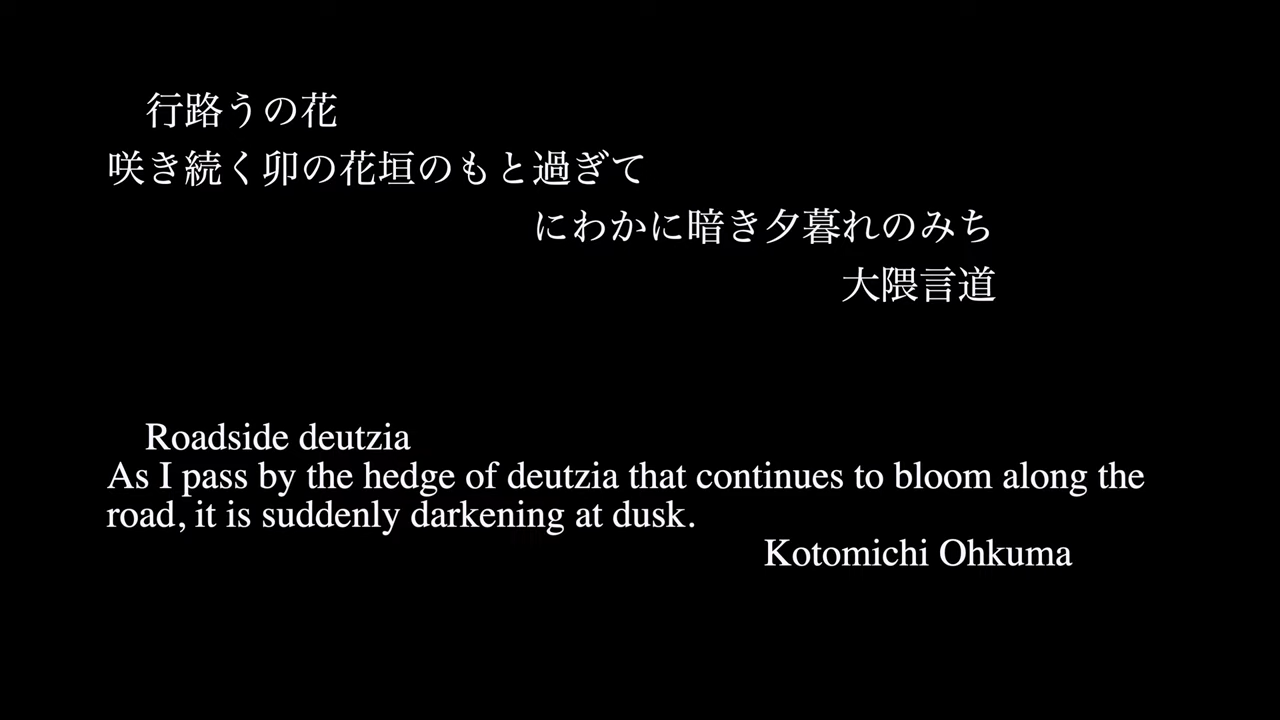 行路うの花
咲き続く卯の花垣のもと過ぎて
にわかに暗き夕暮れのみち
大隈言道
Roadside deutzia
As I pass by the hedge of deutzia that continues to bloom along the
road, it is suddenly darkening at dusk.
Kotomichi Ohkuma